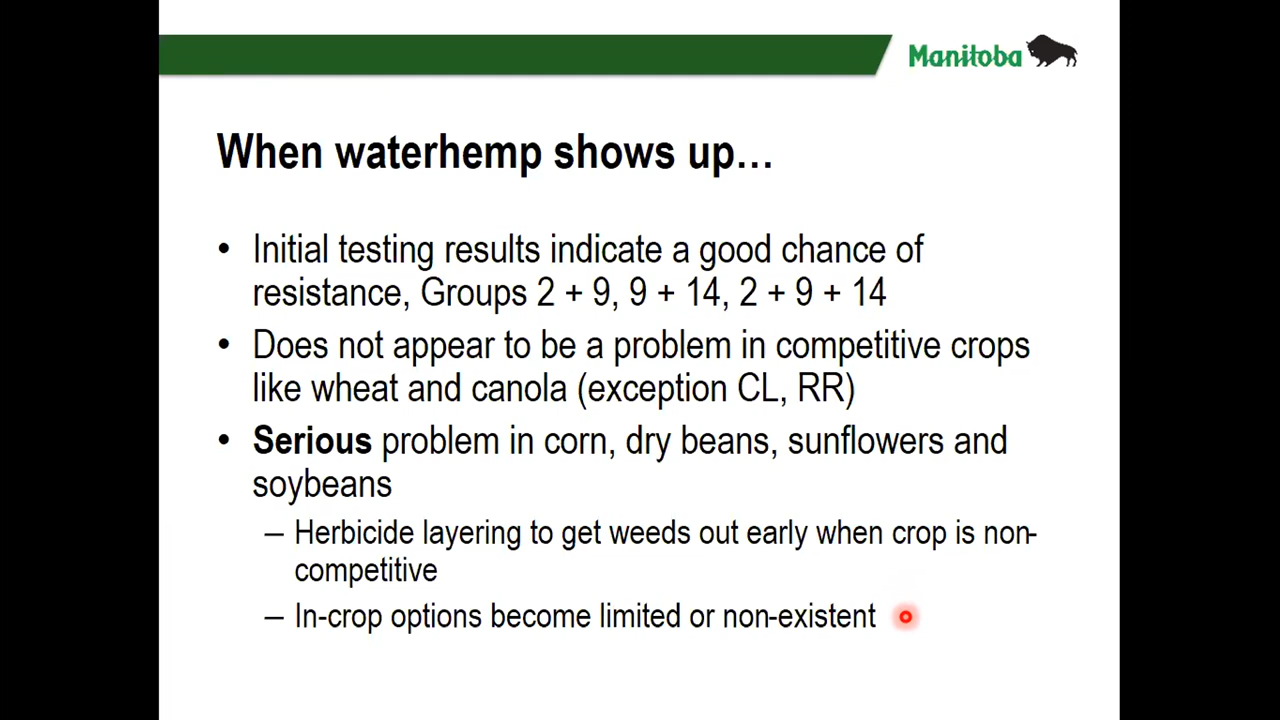 Manitoba
When waterhemp shows up…
• Initial testing results indicate a good chance of
resistance, Groups 2 + 9, 9 + 14, 2 + 9 + 14
• Does not appear to be a problem in competitive crops
like wheat and canola (exception CL, RR)
• Serious problem in corn, dry beans, sunflowers and
soybeans
– Herbicide layering to get weeds out early when crop is non-
competitive
– In-crop options become limited or non-existent